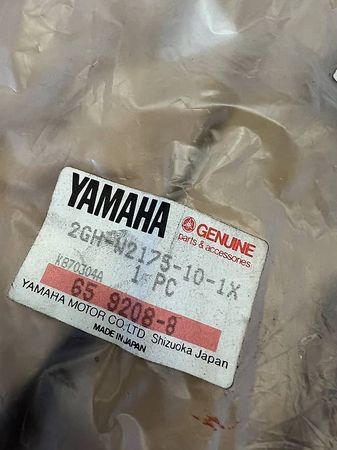 YAMAHA
GENUINE
parts & accessories
2GH-W2175-10-1X
K870304A
1 PC
65 9208-8
YAMAHA MOTOR CO., LTD Shizuoka Japan
MADE IN JAPAN